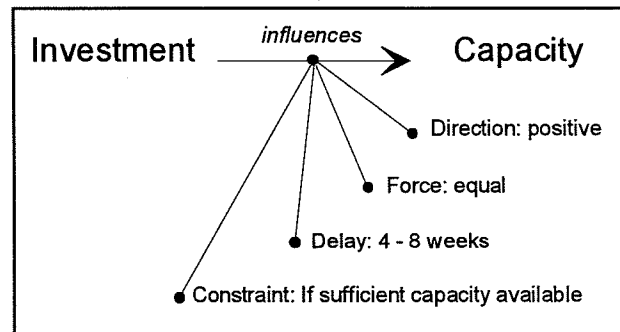 influences
Investment Capacity
Direction: positive
Force: equal
Delay: 4 - 8 weeks
Constraint: If sufficient capacity available